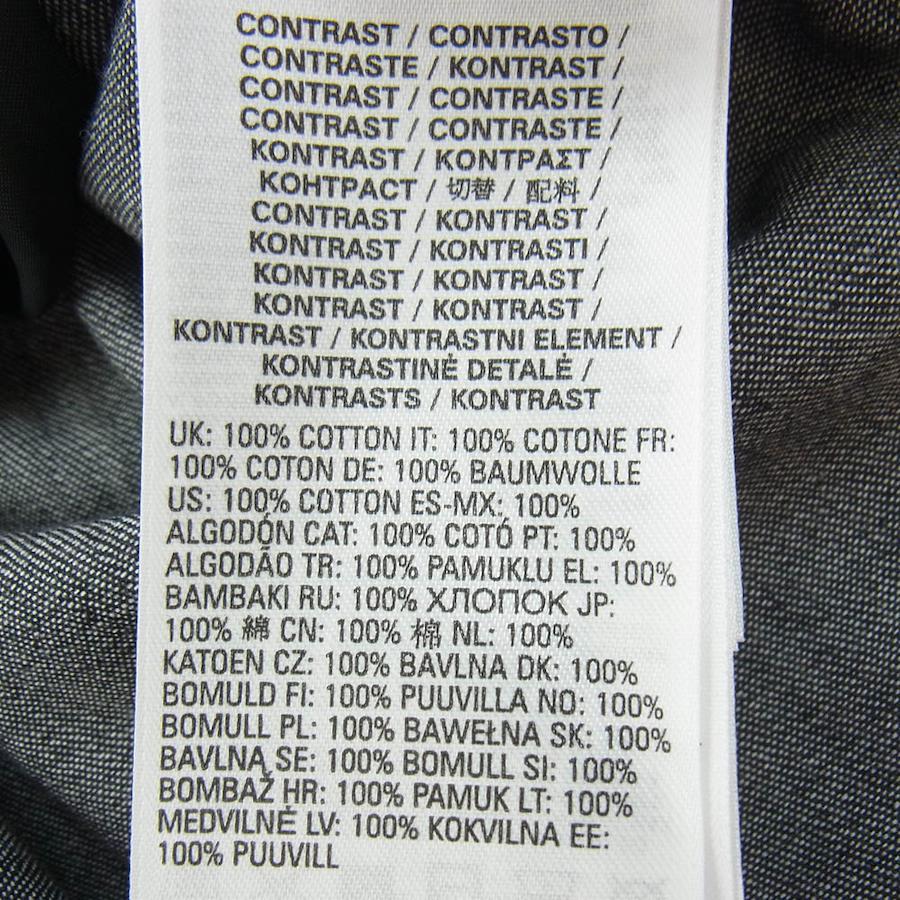 CONTRAST / CONTRASTO /
CONTRASTE / KONTRAST /
CONTRAST / CONTRASTE /
CONTRAST / CONTRASTE /
KONTRAST / ΚΟΝΤΡΑΣΤ /
КОНТРАСТ / 切替 / 配料 /
CONTRAST / KONTRAST /
KONTRAST / KONTRASTI /
KONTRAST / KONTRAST /
KONTRAST / KONTRAST /
KONTRAST / KONTRASTNI ELEMENT /
KONTRASTINĖ DETALĖ /
KONTRASTS / KONTRAST
UK: 100% COTTON IT: 100% COTONE FR:
100% COTON DE: 100% BAUMWOLLE
US: 100% COTTON ES-MX: 100%
ALGODÓN CAT: 100% COTÓ PT: 100%
ALGODÃO TR: 100% PAMUKLU EL: 100%
ΒΑΜΒΑΚΙ RU: 100% ХЛОПОК JP:
100% 綿 CN: 100% 棉 NL: 100%
KATOEN CZ: 100% BAVLNA DK: 100%
BOMULD FI: 100% PUUVILLA NO: 100%
BOMULL PL: 100% BAWEŁNA SK: 100%
BAVLNA SE: 100% BOMULL SI: 100%
BOMBAŽ HR: 100% PAMUK LT: 100%
MEDVILNĖ LV: 100% KOKVILNA EE:
100% PUUVILL